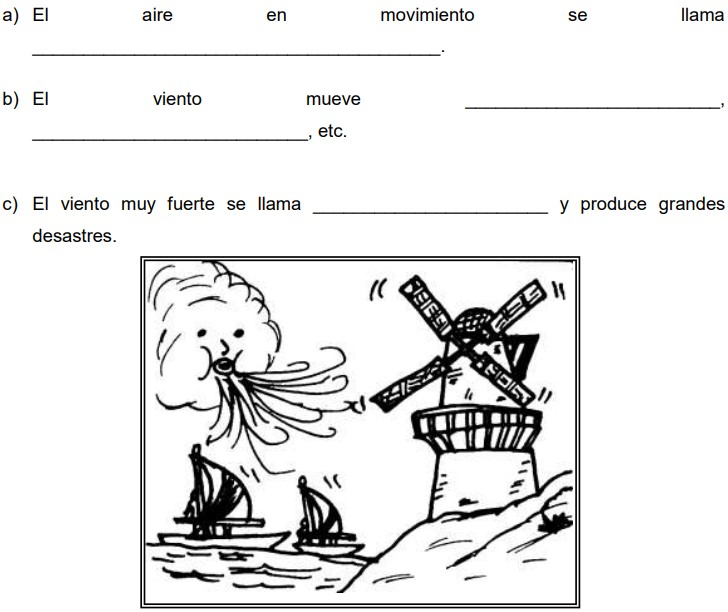 a) El aire en movimiento se llama
________________________________________.
b) El viento mueve _________________________,
___________________________, etc.
c) El viento muy fuerte se llama _______________________ y produce grandes
desastres.